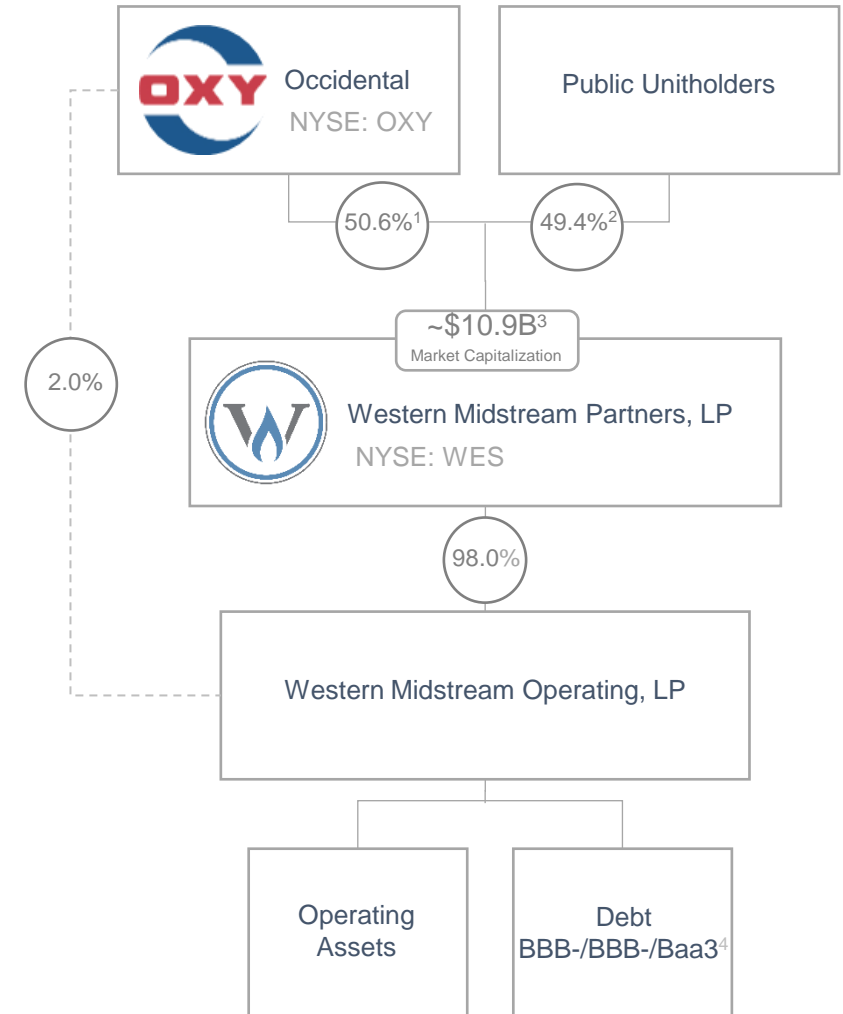 OXY
Occidental
NYSE: OXY
Public Unitholders
50.6%¹
49.4%²
~$10.9B³
Market Capitalization
2.0%
W
Western Midstream Partners, LP
NYSE: WES
98.0%
Western Midstream Operating, LP
Operating
Assets
Debt
BBB-/BBB-/Baa3⁴